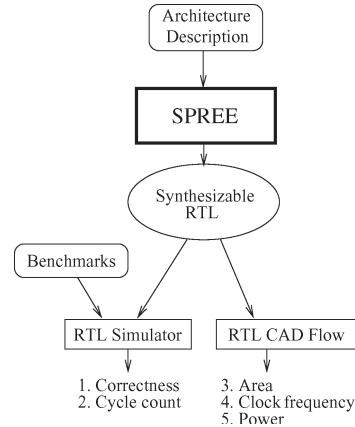 Architecture
Description
SPREE
Synthesizable
RTL
Benchmarks
RTL Simulator
RTL CAD Flow
1. Correctness
2. Cycle count
3. Area
4. Clock frequency
5. Power